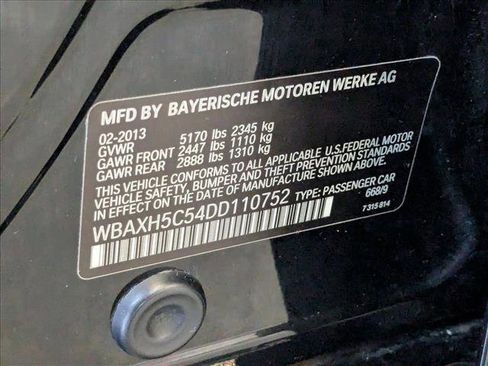 MFD BY BAYERISCHE MOTOREN WERKE AG
02-2013 5170 lbs 2345 kg
GVWR
GAWR FRONT 2447 lbs 1110 kg
GAWR REAR 2888 lbs 1310 kg
THIS VEHICLE CONFORMS TO ALL APPLICABLE U.S.FEDERAL MOTOR
VEHICLE SAFETY, BUMPER AND THEFT PREVENTION STANDARDS
IN EFFECT ON THE DATE OF MANUFACTURE SHOWN ABOVE.
WBAXH5C54DD110752 TYPE: PASSENGER CAR
668/9
7 315 814